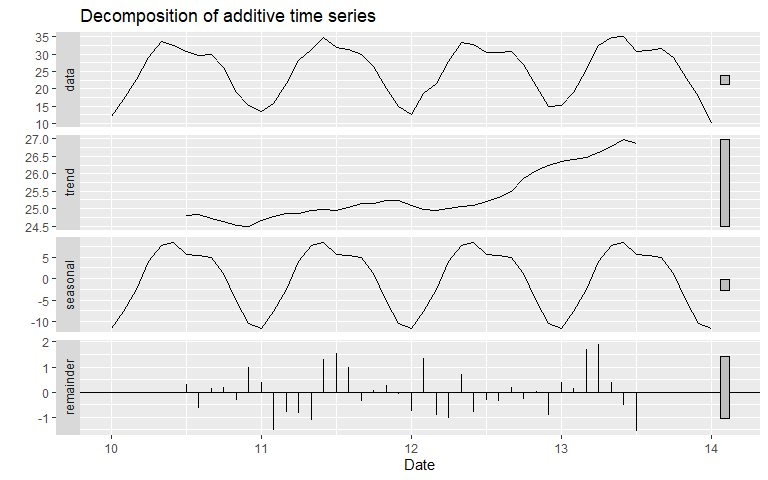 Decomposition of additive time series
35
30
25
20
15
10
data
27.0
26.5
26.0
25.5
25.0
24.5
trend
5
0
-5
-10
seasonal
2
1
0
-1
remainder
10 11 12 13 14
Date